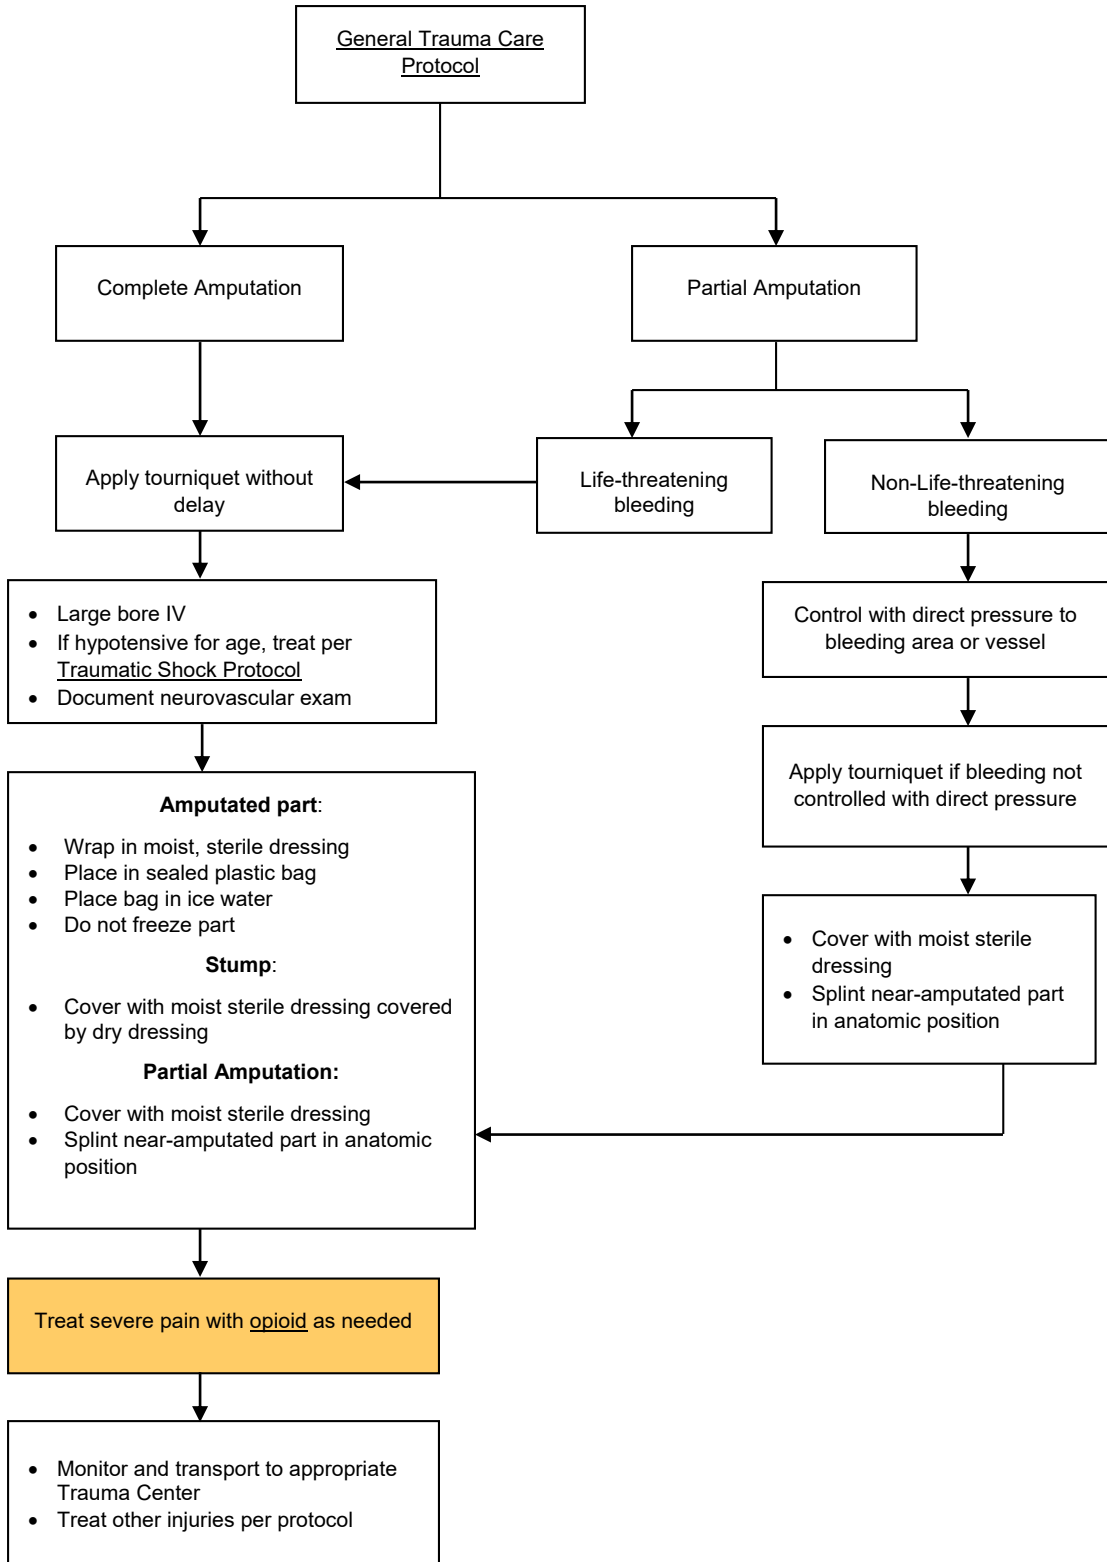 General Trauma Care
Protocol
Complete Amputation
Partial Amputation
Apply tourniquet without
delay
Life-threatening
bleeding
Non-Life-threatening
bleeding
• Large bore IV
• If hypotensive for age, treat per
Traumatic Shock Protocol
• Document neurovascular exam
Control with direct pressure to
bleeding area or vessel
Apply tourniquet if bleeding not
controlled with direct pressure
Amputated part:
• Wrap in moist, sterile dressing
• Place in sealed plastic bag
• Place bag in ice water
• Do not freeze part
Stump:
• Cover with moist sterile dressing covered
by dry dressing
Partial Amputation:
• Cover with moist sterile dressing
• Splint near-amputated part in anatomic
position
• Cover with moist sterile
dressing
• Splint near-amputated part
in anatomic position
Treat severe pain with opioid as needed
• Monitor and transport to appropriate
Trauma Center
• Treat other injuries per protocol